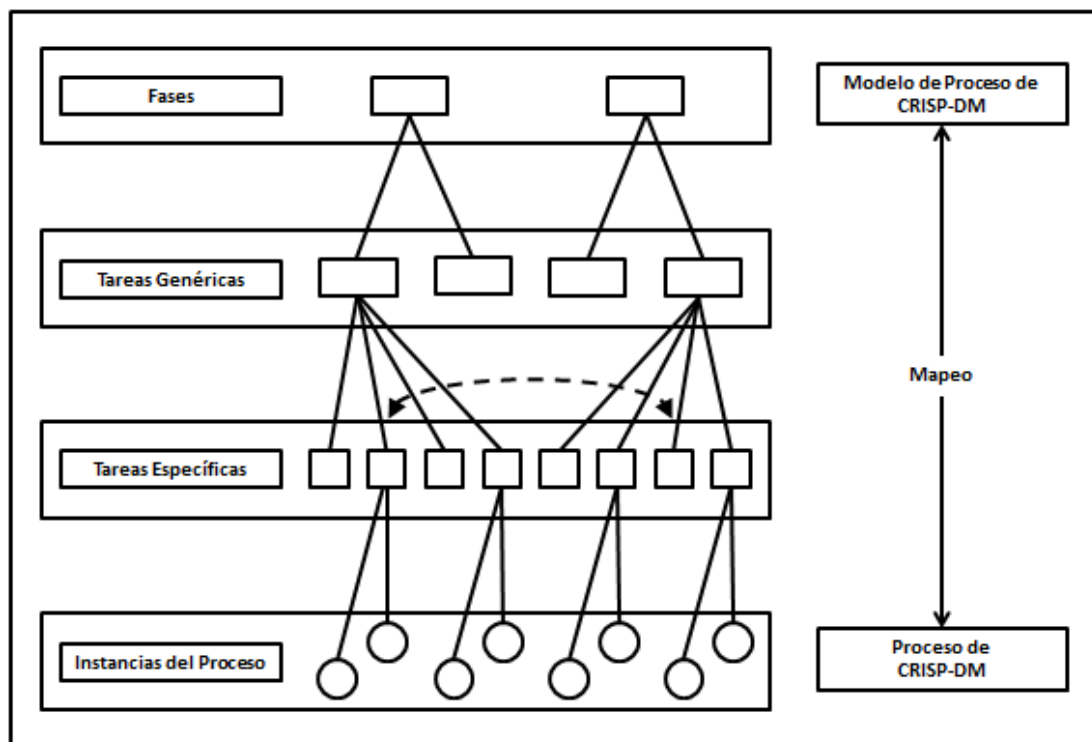 Fases
Modelo de Proceso de
CRISP-DM
Tareas Genéricas
Mapeo
Tareas Específicas
Instancias del Proceso
Proceso de
CRISP-DM